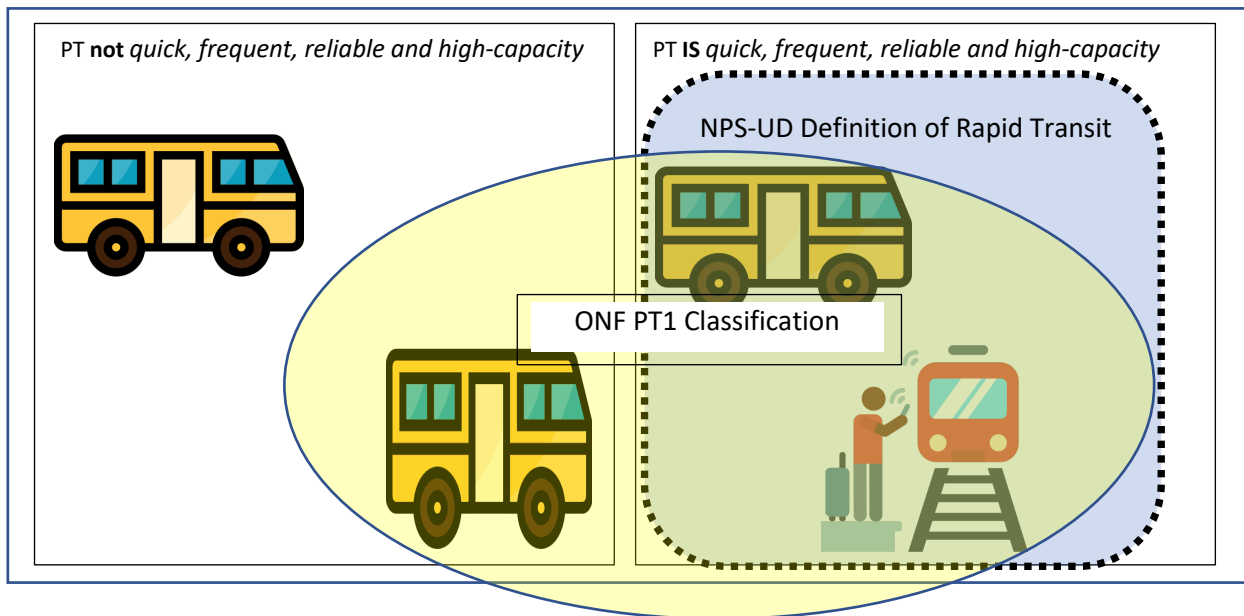 PT not quick, frequent, reliable and high-capacity
PT IS quick, frequent, reliable and high-capacity
NPS-UD Definition of Rapid Transit
ONF PT1 Classification